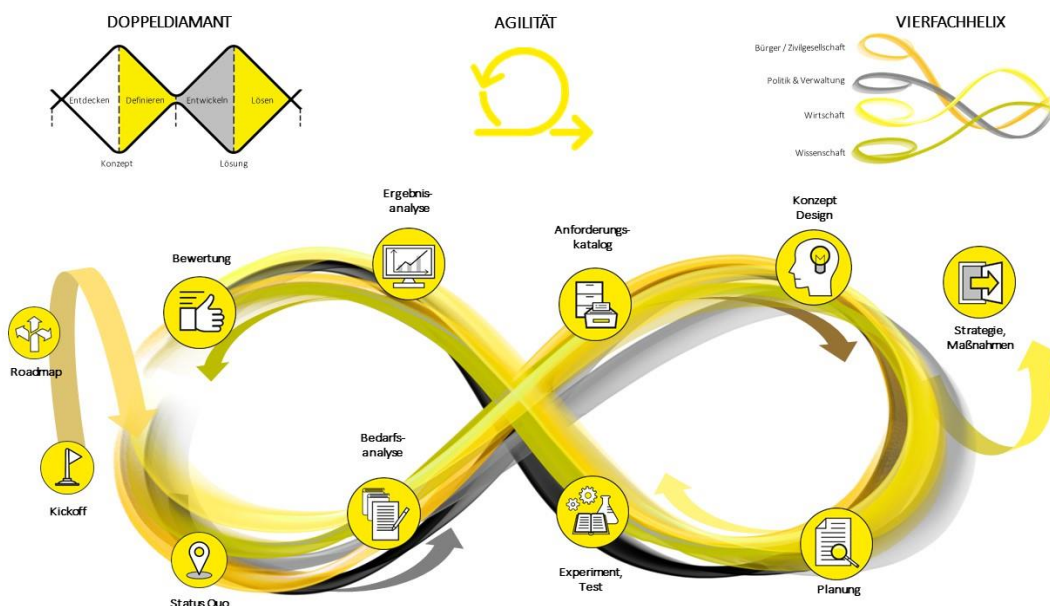 DOPPELDIAMANT
AGILITÄT
VIERFACHHELIX
Entdecken
Definieren
Entwickeln
Lösen
Konzept
Lösung
Bürger / Zivilgesellschaft
Politik & Verwaltung
Wirtschaft
Wissenschaft
Ergebnis-
analyse
Bewertung
Anforderungs-
katalog
Konzept
Design
Roadmap
Strategie,
Maßnahmen
Bedarfs-
analyse
Kickoff
Status Quo
Experiment,
Test
Planung